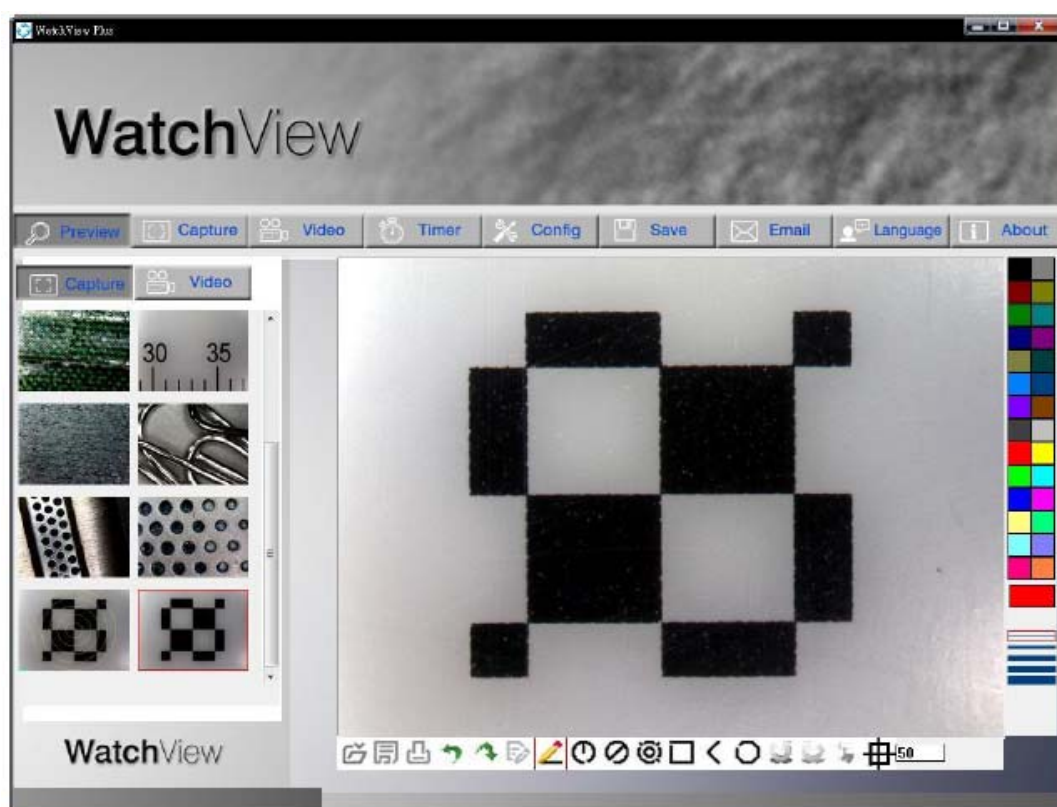 WatchView Plus
WatchView
Preview Capture Video Timer Config Save Email Language About
Capture Video
30 35
WatchView
50